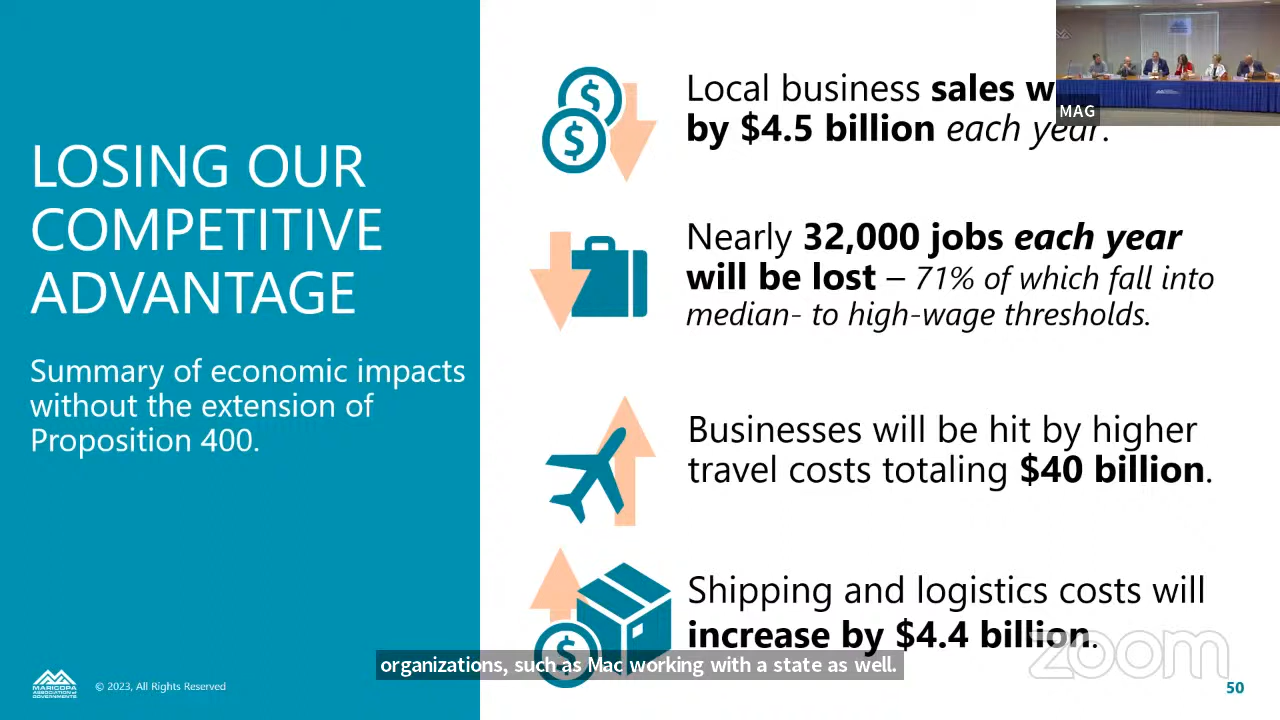 LOSING OUR
COMPETITIVE
ADVANTAGE
Summary of economic impacts
without the extension of
Proposition 400.
Local business sales w
by $4.5 billion each year.
Nearly 32,000 jobs each year
will be lost – 71% of which fall into
median- to high-wage thresholds.
Businesses will be hit by higher
travel costs totaling $40 billion.
Shipping and logistics costs will
increase by $4.4 billion.
MAG
organizations, such as Mac working with a state as well.
zoom
MARICOPA
ASSOCIATION of
GOVERNMENTS
© 2023, All Rights Reserved
50